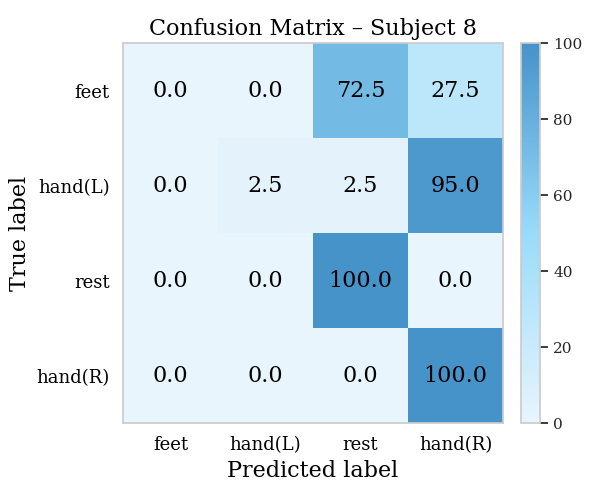 Confusion Matrix – Subject 8
feet 0.0 0.0 72.5 27.5
hand(L) 0.0 2.5 2.5 95.0
rest 0.0 0.0 100.0 0.0
hand(R) 0.0 0.0 0.0 100.0
feet hand(L) rest hand(R)
Predicted label
True label
100
80
60
40
20
0